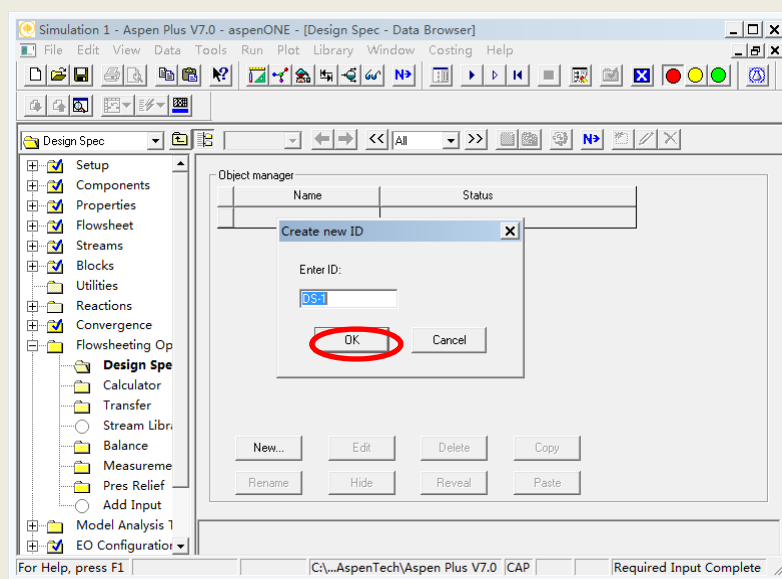 Simulation 1 - Aspen Plus V7.0 - aspenONE - [Design Spec - Data Browser]
File Edit View Data Tools Run Plot Library Window Costing Help
N>
Design Spec
<< All >> N>
Setup
Components
Properties
Flowsheet
Streams
Blocks
Utilities
Reactions
Convergence
Flowsheeting Op
Design Spe
Calculator
Transfer
Stream Libra
Balance
Measureme
Pres Relief
Add Input
Model Analysis T
EO Configuration
Object manager
Name Status
Create new ID
Enter ID:
DS-1
OK Cancel
New... Edit Delete Copy
Rename Hide Reveal Paste
For Help, press F1 C:\...AspenTech\Aspen Plus V7.0 CAP Required Input Complete